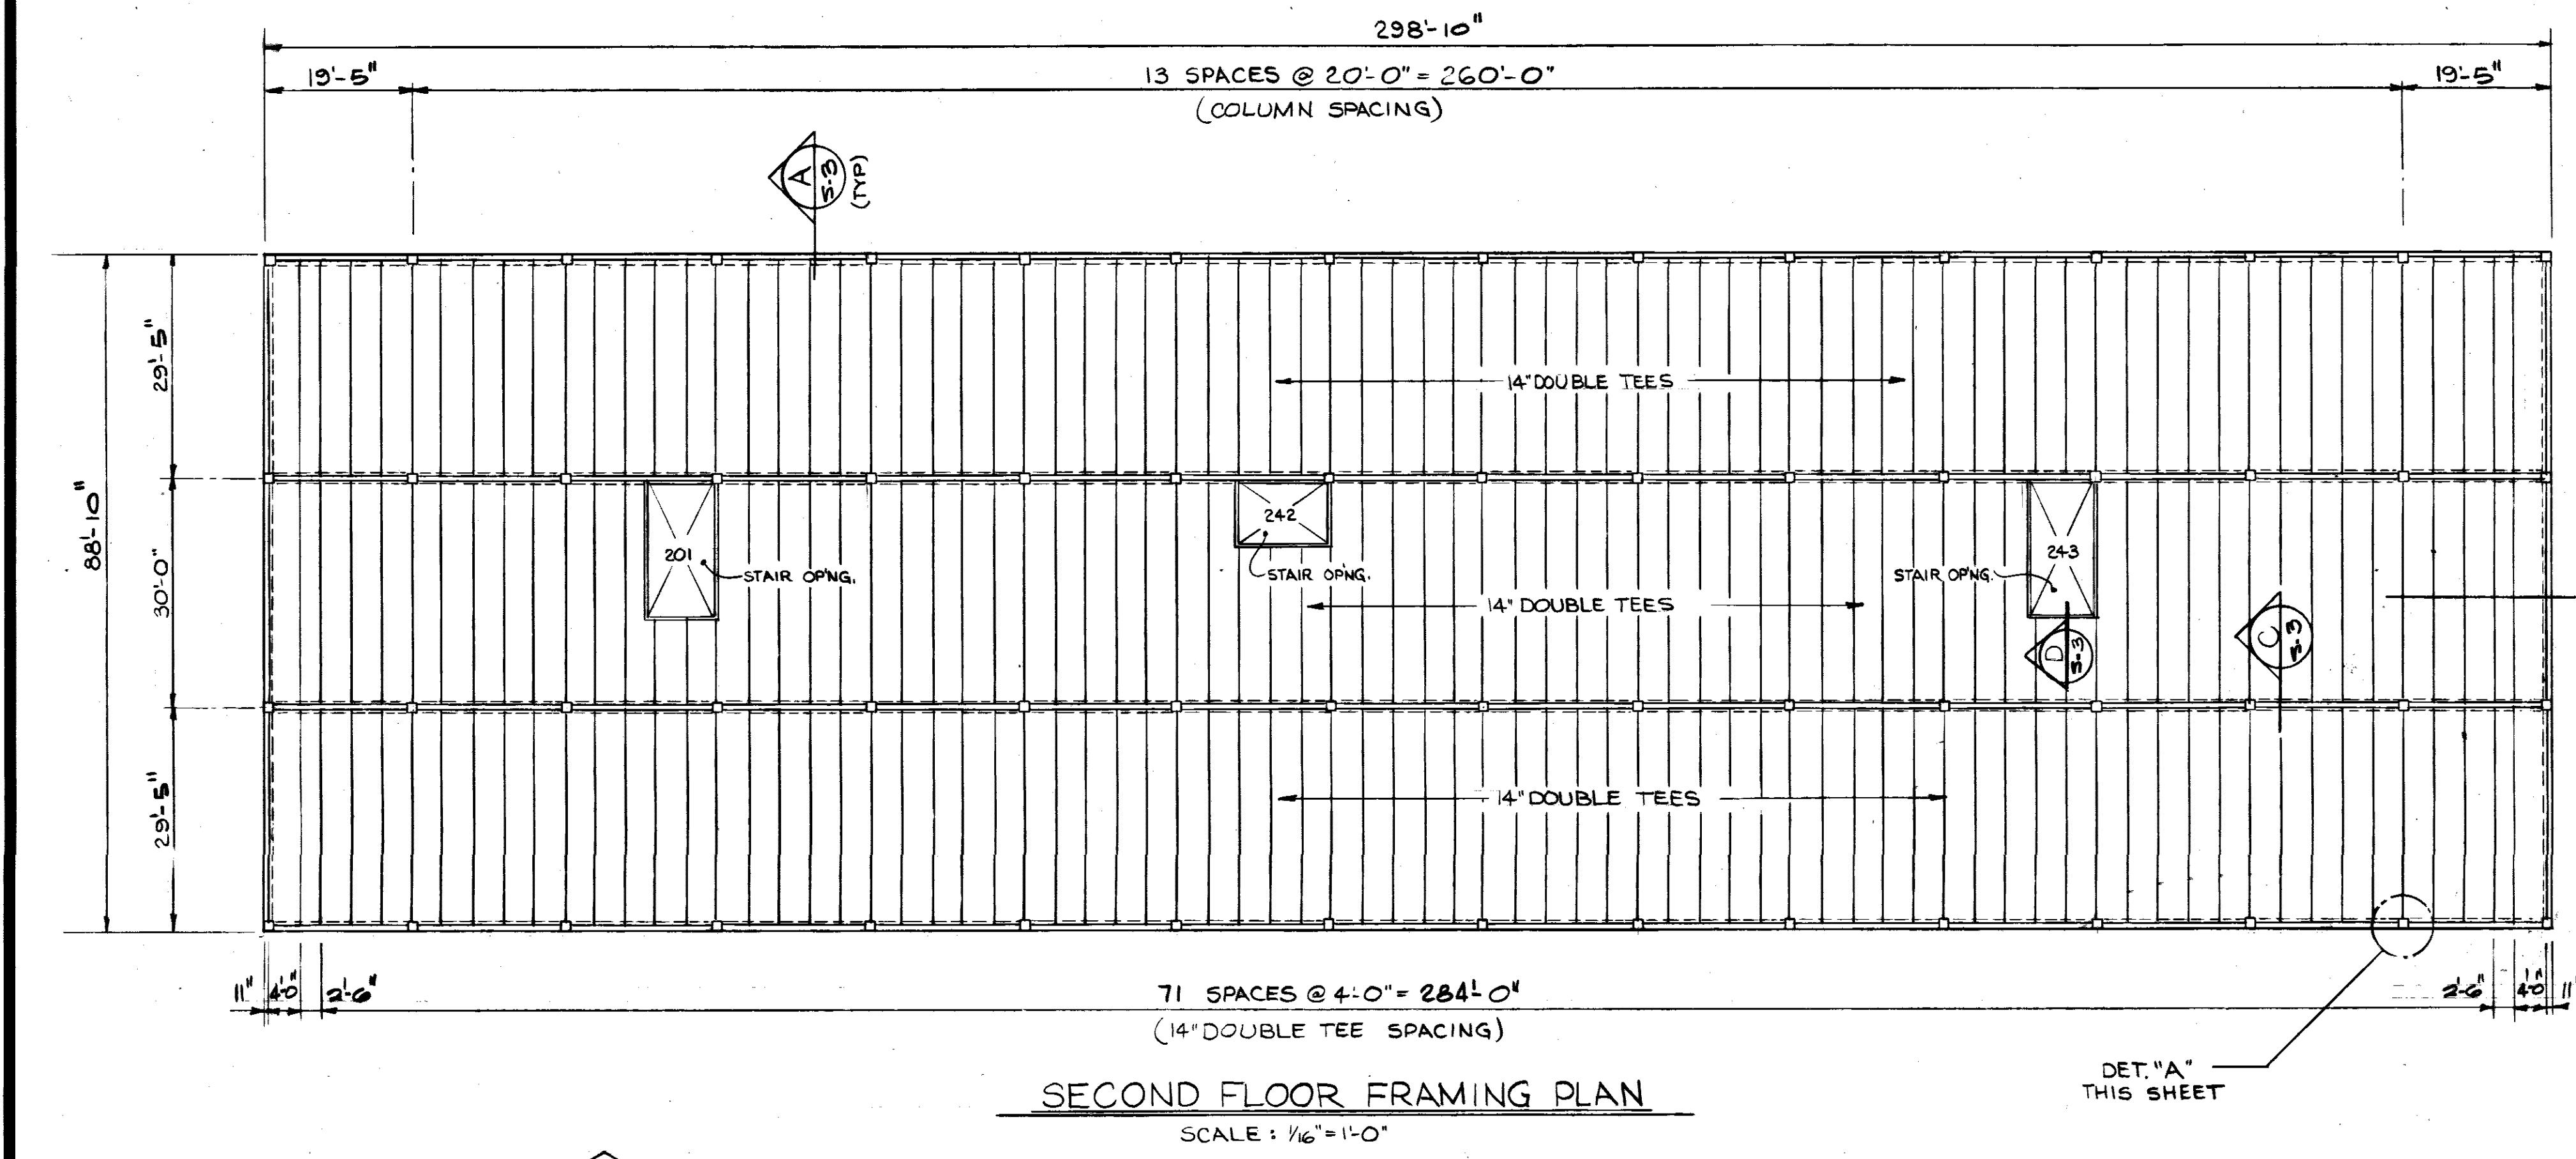 298'-10"
19'-5"
13 SPACES @ 20'-0" = 260'-0"
19'-5"
(COLUMN SPACING)
A
S-3
(TYP)
29'-5"
14" DOUBLE TEES
88'-10"
30'-0"
201
STAIR OP'NG.
242
STAIR OP'NG.
14" DOUBLE TEES
243
STAIR OP'NG.
D
S-3
C
S-3
29'-5"
14" DOUBLE TEES
11"
4'-0"
2'-6"
71 SPACES @ 4'-0" = 284'-0"
2'-6"
4'-0"
11
(14" DOUBLE TEE SPACING)
DET. "A"
THIS SHEET
SECOND FLOOR FRAMING PLAN
SCALE: 1/16" = 1'-0"